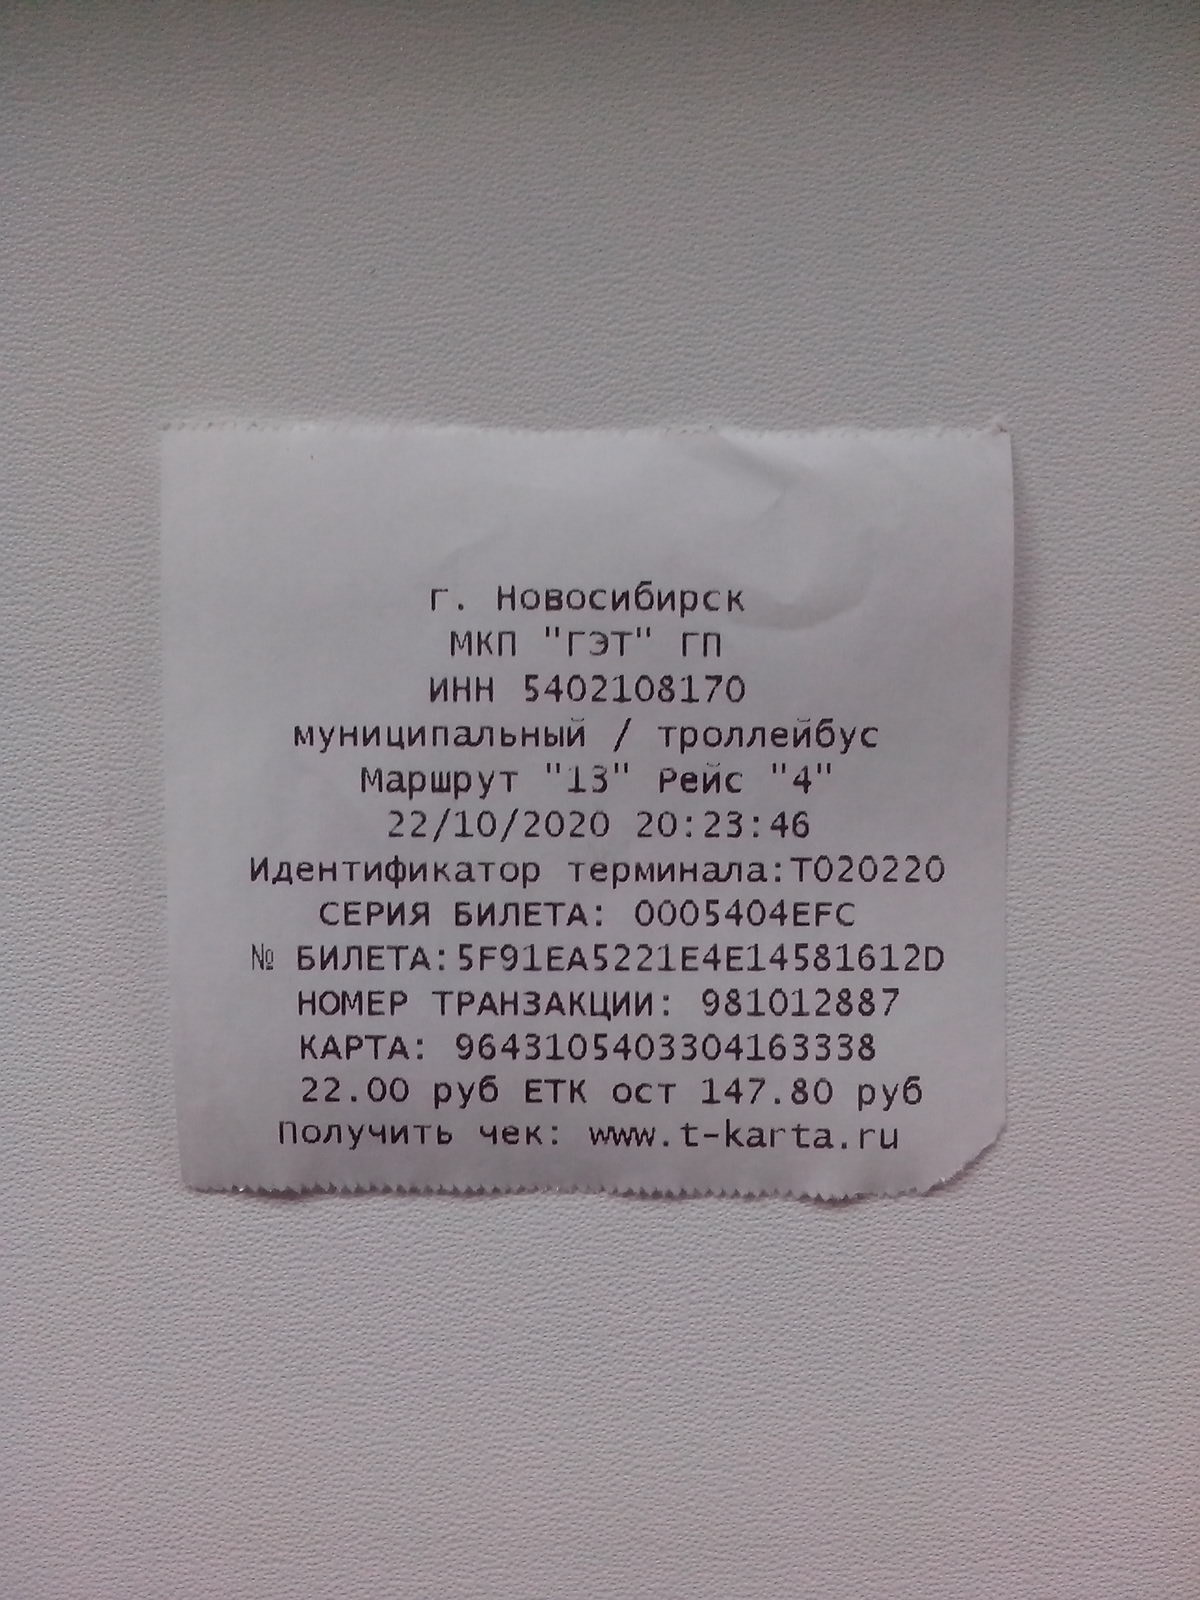 г. Новосибирск
МКП "ГЭТ" ГП
ИНН 5402108170
муниципальный / троллейбус
Маршрут "13" Рейс "4"
22/10/2020 20:23:46
Идентификатор терминала:T020220
СЕРИЯ БИЛЕТА: 0005404EFC
№ БИЛЕТА:5F91EA5221E4E14581612D
НОМЕР ТРАНЗАКЦИИ: 981012887
КАРТА: 9643105403304163338
22.00 руб ЕТК ост 147.80 руб
Получить чек: www.t-karta.ru